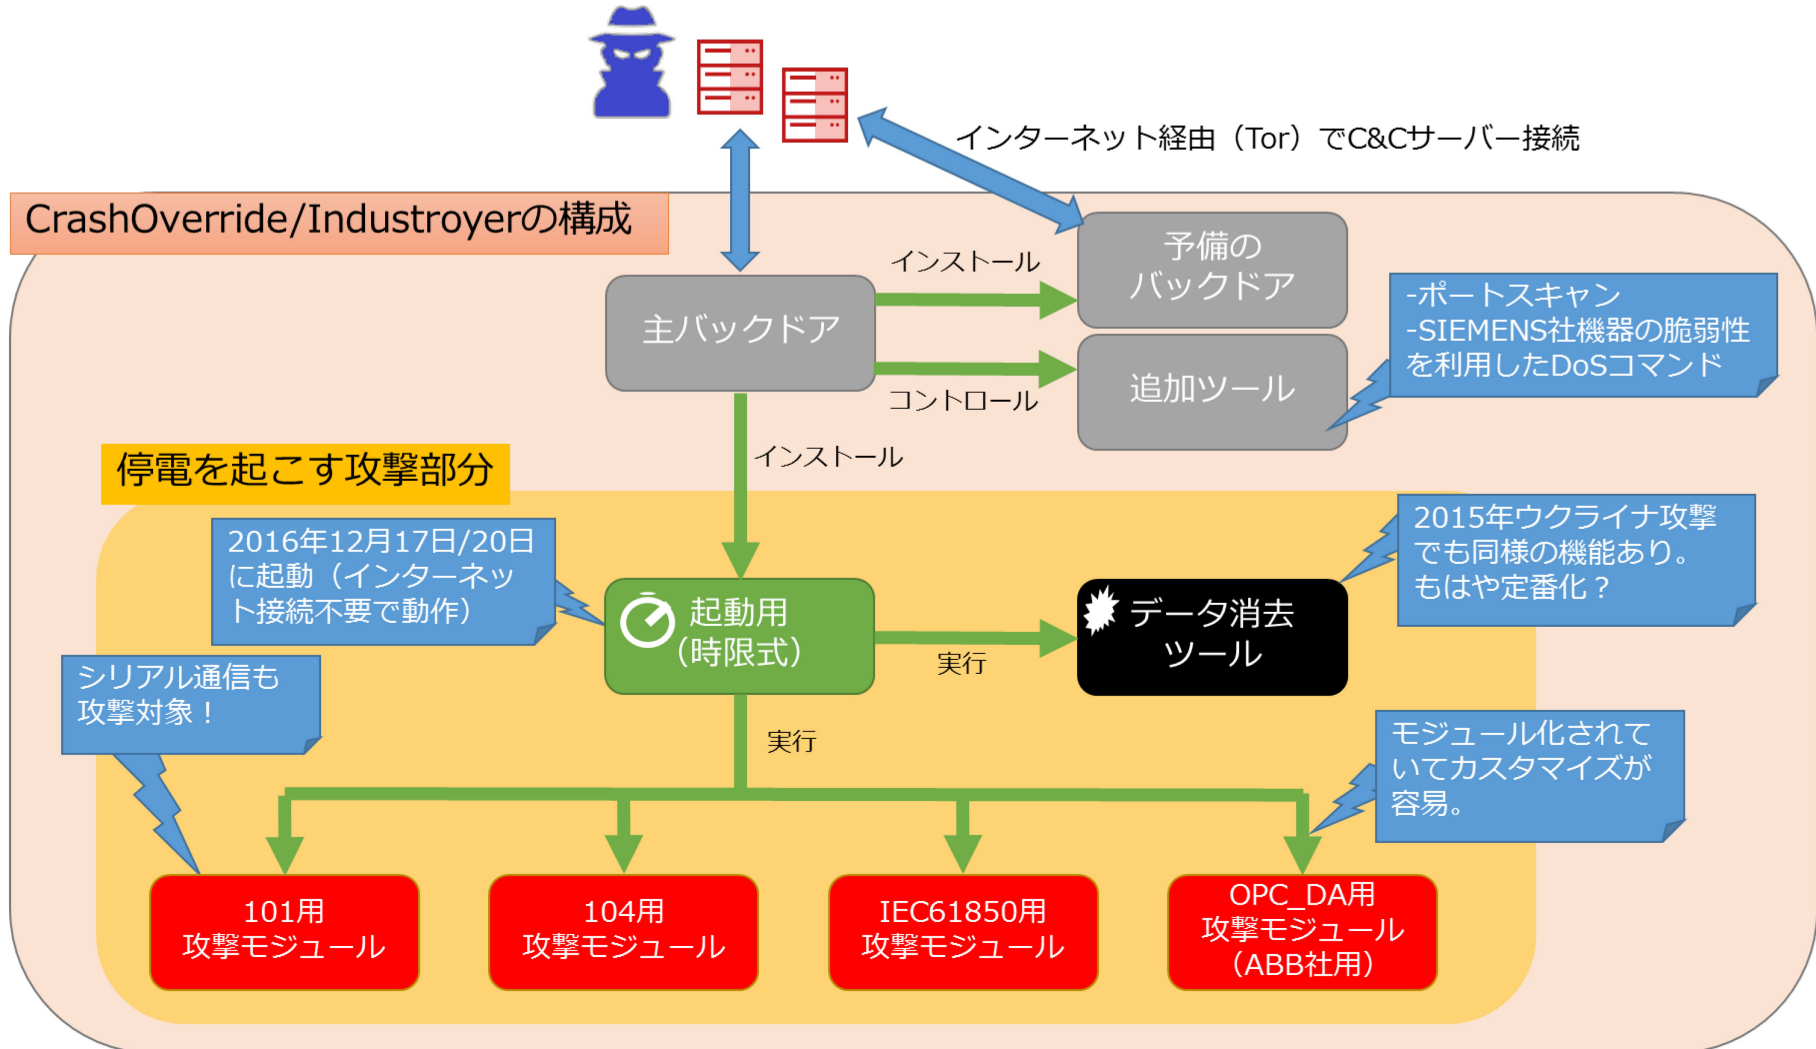 インターネット経由（Tor）でC&Cサーバー接続
CrashOverride/Industroyerの構成
予備の
バックドア
インストール
主バックドア
-ポートスキャン
-SIEMENS社機器の脆弱性
を利用したDoSコマンド
追加ツール
コントロール
インストール
停電を起こす攻撃部分
2016年12月17日/20日
に起動（インターネッ
ト接続不要で動作）
2015年ウクライナ攻撃
でも同様の機能あり。
もはや定番化？
起動用
（時限式）
データ消去
ツール
実行
シリアル通信も
攻撃対象！
実行
モジュール化されて
いてカスタマイズが
容易。
101用
攻撃モジュール
104用
攻撃モジュール
IEC61850用
攻撃モジュール
OPC_DA用
攻撃モジュール
（ABB社用）